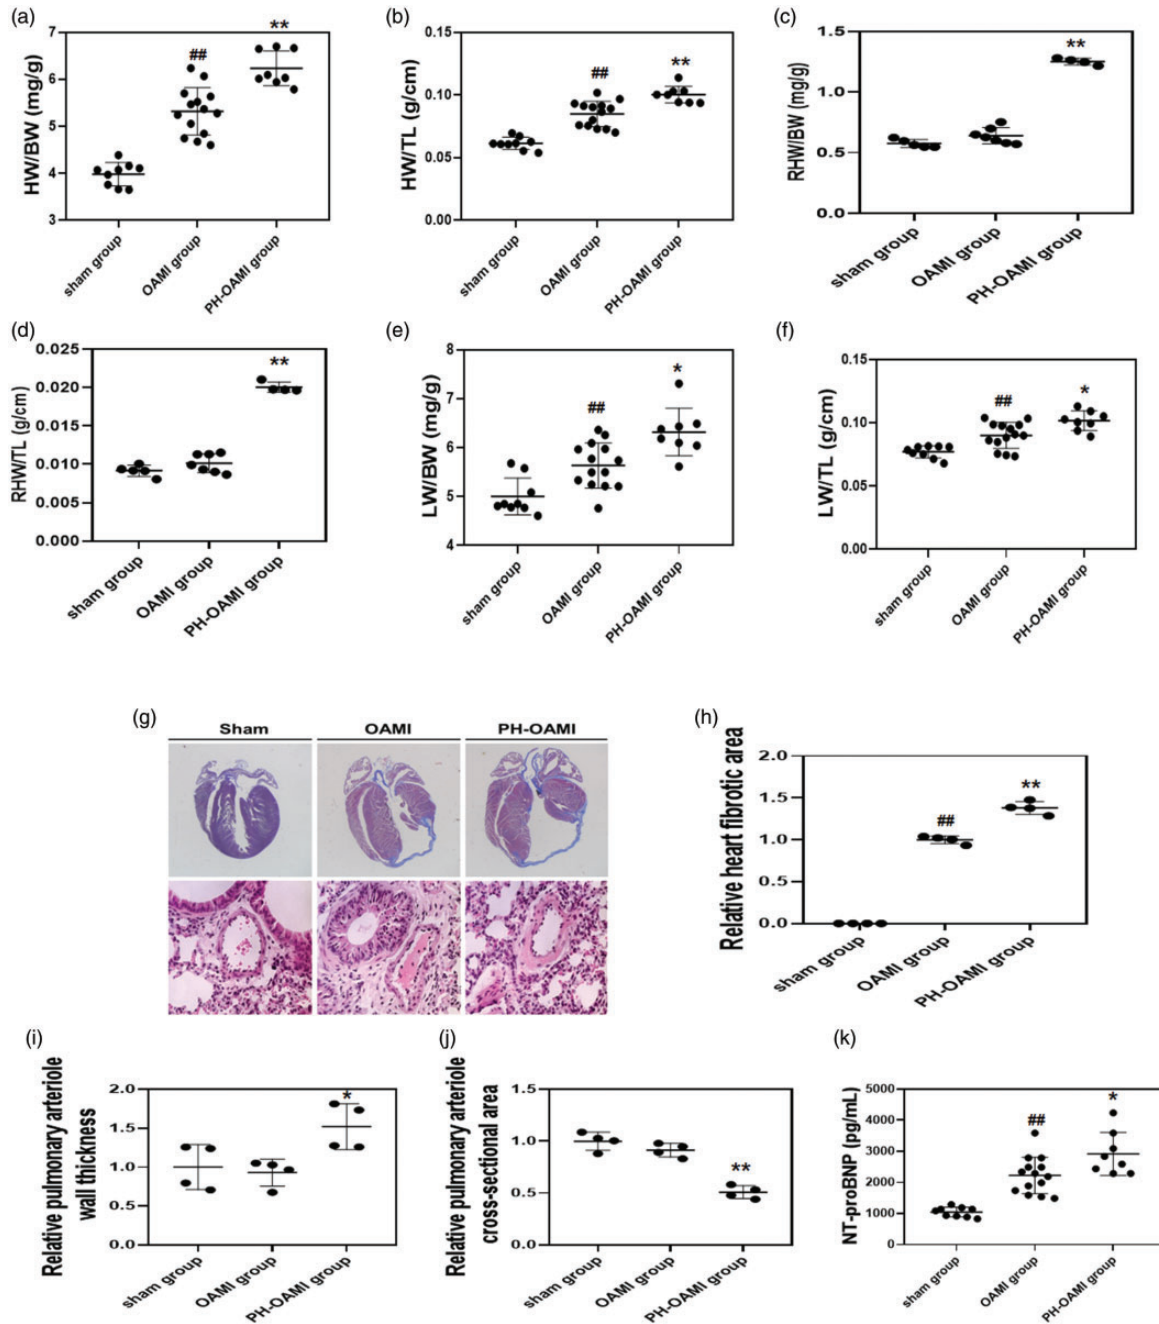 (a)
HW/BW (mg/g)
7
6
5
4
3
##
**
sham group
OAMI group
PH-OAMI group
(b)
HW/TL (g/cm)
0.15
0.10
0.05
0.00
##
**
sham group
OAMI group
PH-OAMI group
(c)
RHW/BW (mg/g)
1.5
1.0
0.5
0.0
**
sham group
OAMI group
PH-OAMI group
(d)
RHW/TL (g/cm)
0.025
0.020
0.015
0.010
0.005
0.000
**
sham group
OAMI group
PH-OAMI group
(e)
LW/BW (mg/g)
8
7
6
5
4
##
*
sham group
OAMI group
PH-OAMI group
(f)
LW/TL (g/cm)
0.15
0.10
0.05
0.00
##
*
sham group
OAMI group
PH-OAMI group
(g)
Sham
OAMI
PH-OAMI
(h)
Relative heart fibrotic area
2.0
1.5
1.0
0.5
0.0
##
**
sham group
OAMI group
PH-OAMI group
(i)
Relative pulmonary arteriole
wall thickness
2.0
1.5
1.0
0.5
0.0
*
sham group
OAMI group
PH-OAMI group
(j)
Relative pulmonary arteriole
cross-sectional area
1.5
1.0
0.5
0.0
**
sham group
OAMI group
PH-OAMI group
(k)
NT-proBNP (pg/mL)
5000
4000
3000
2000
1000
0
##
*
sham group
OAMI group
PH-OAMI group